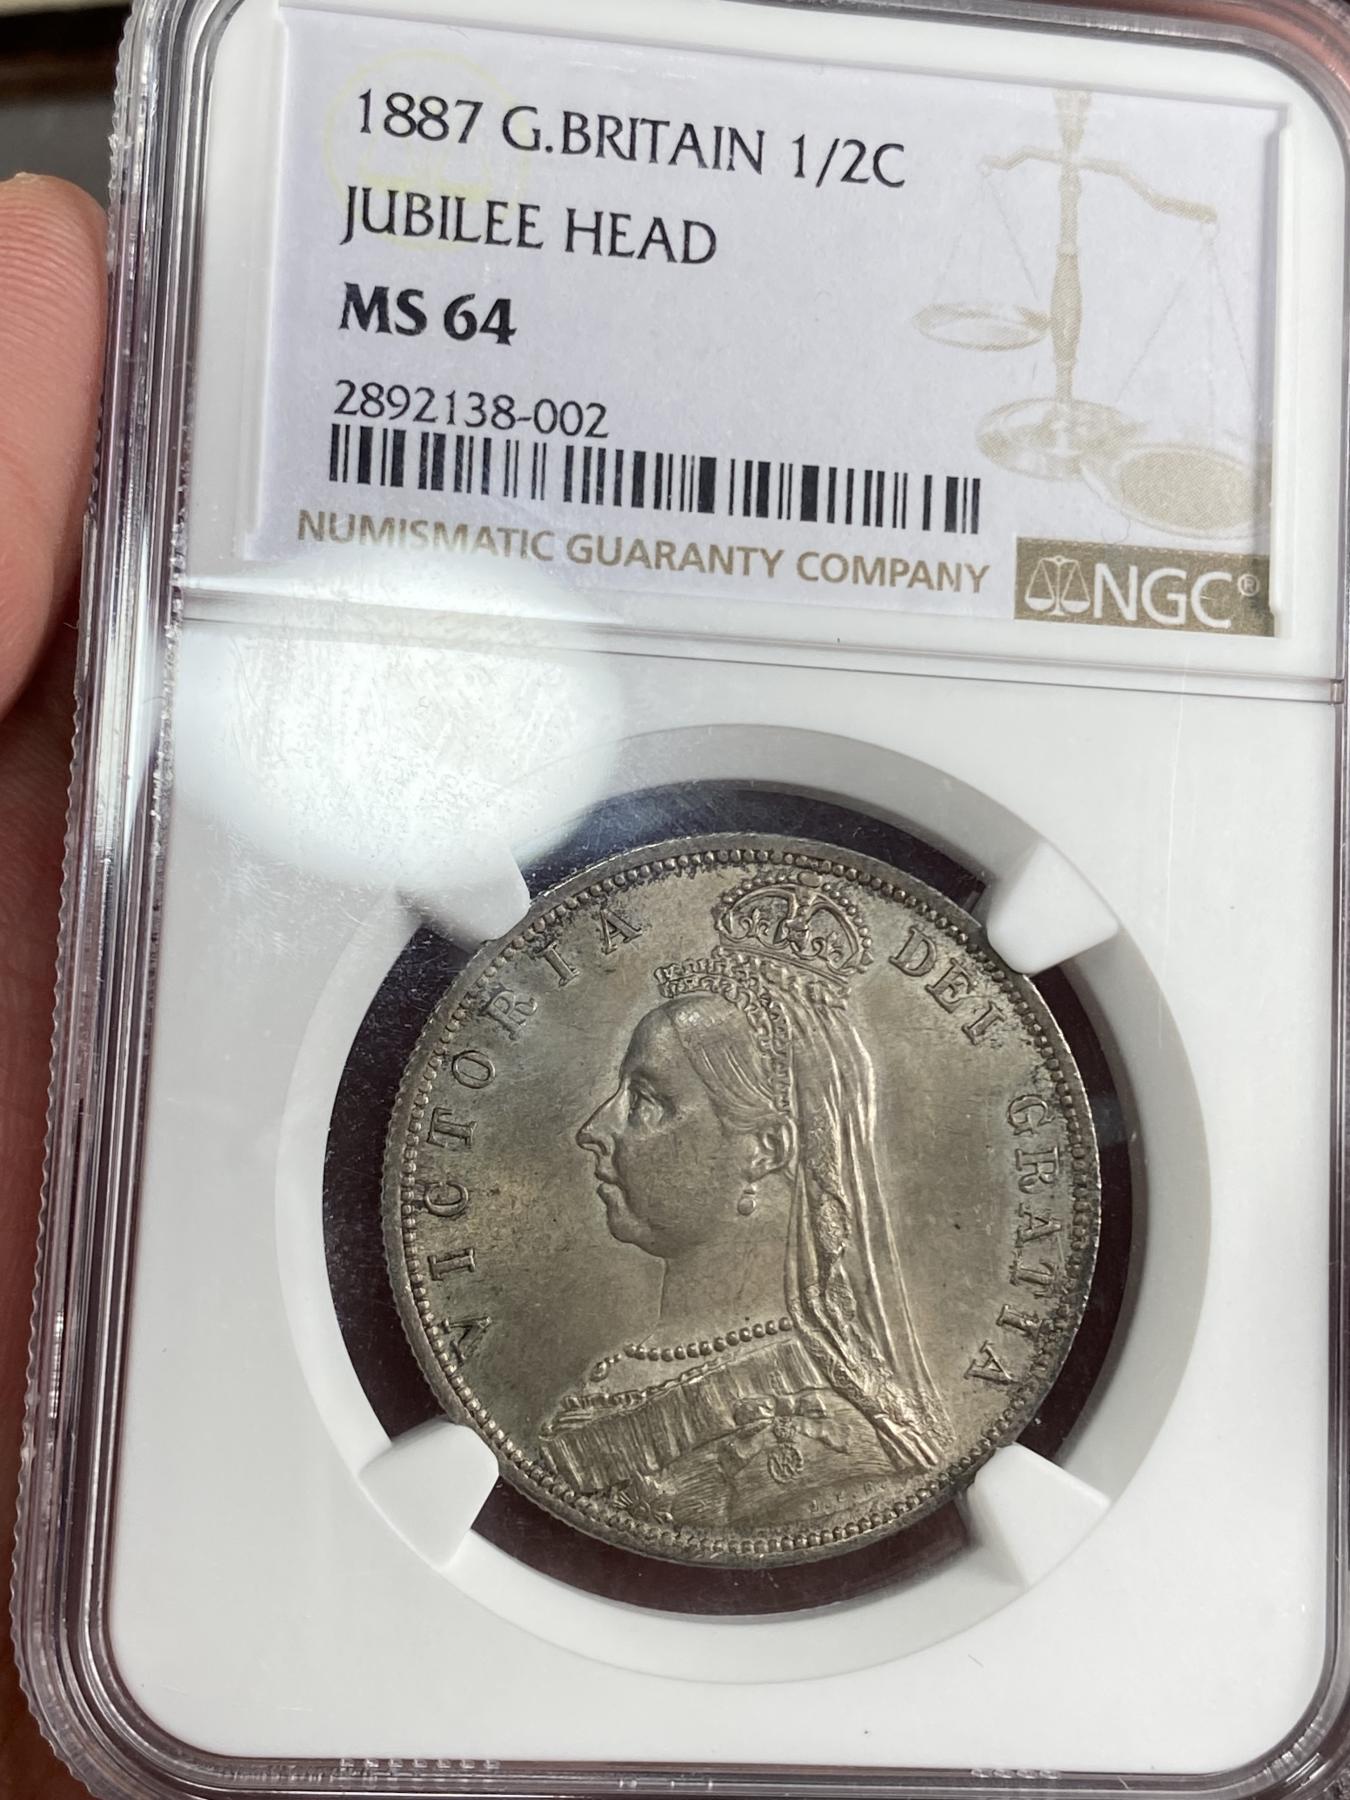 1887 G.BRITAIN 1/2C
JUBILEE HEAD
MS 64
2892138-002
NUMISMATIC GUARANTY COMPANY
NGC®
VICTORIA DEI GRATIA
J.E.B.